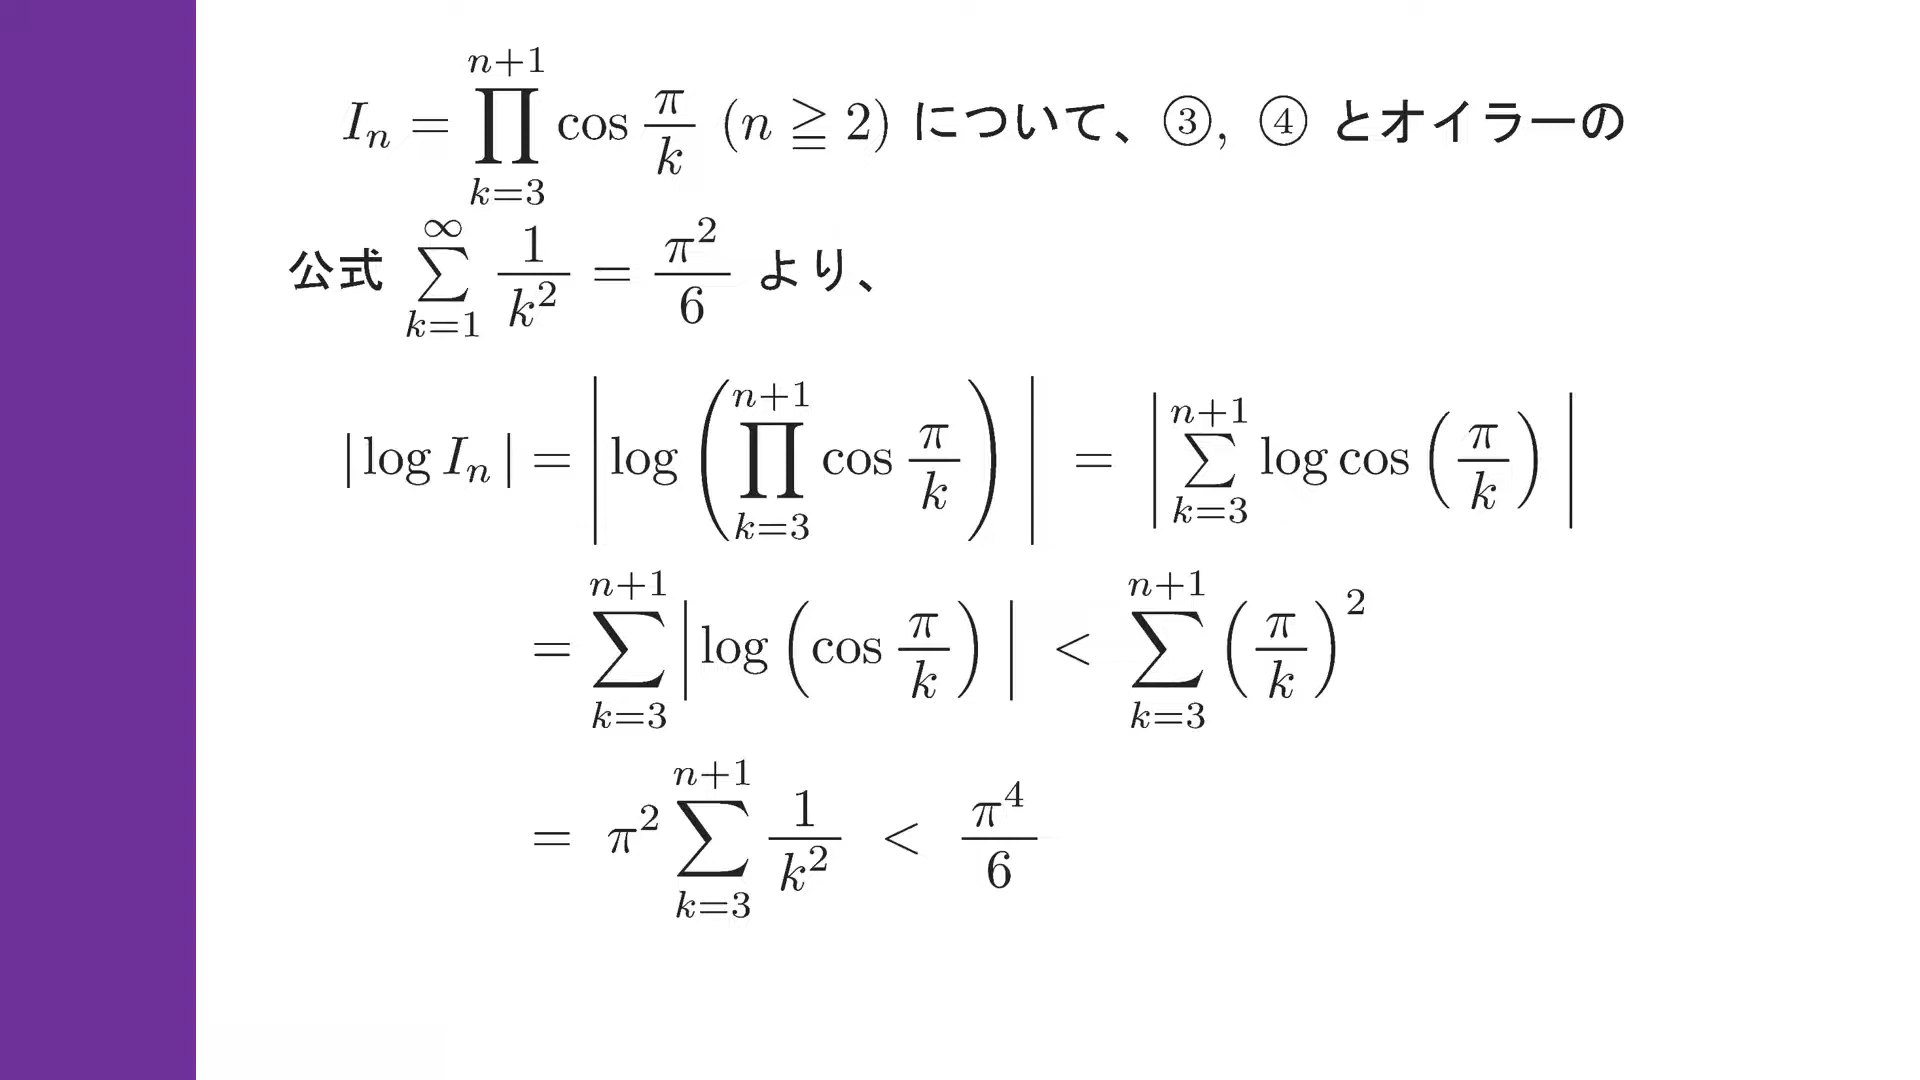 $I_n = \prod_{k=3}^{n+1} \cos \frac{\pi}{k} \ (n \geqq 2)$ について、③, ④ とオイラーの
公式 $\sum_{k=1}^{\infty} \frac{1}{k^2} = \frac{\pi^2}{6}$ より、
$|\log I_n| = \left| \log \left( \prod_{k=3}^{n+1} \cos \frac{\pi}{k} \right) \right| = \left| \sum_{k=3}^{n+1} \log \cos \left( \frac{\pi}{k} \right) \right|$
$= \sum_{k=3}^{n+1} \left| \log \left( \cos \frac{\pi}{k} \right) \right| < \sum_{k=3}^{n+1} \left( \frac{\pi}{k} \right)^2$
$= \pi^2 \sum_{k=3}^{n+1} \frac{1}{k^2} < \frac{\pi^4}{6}$